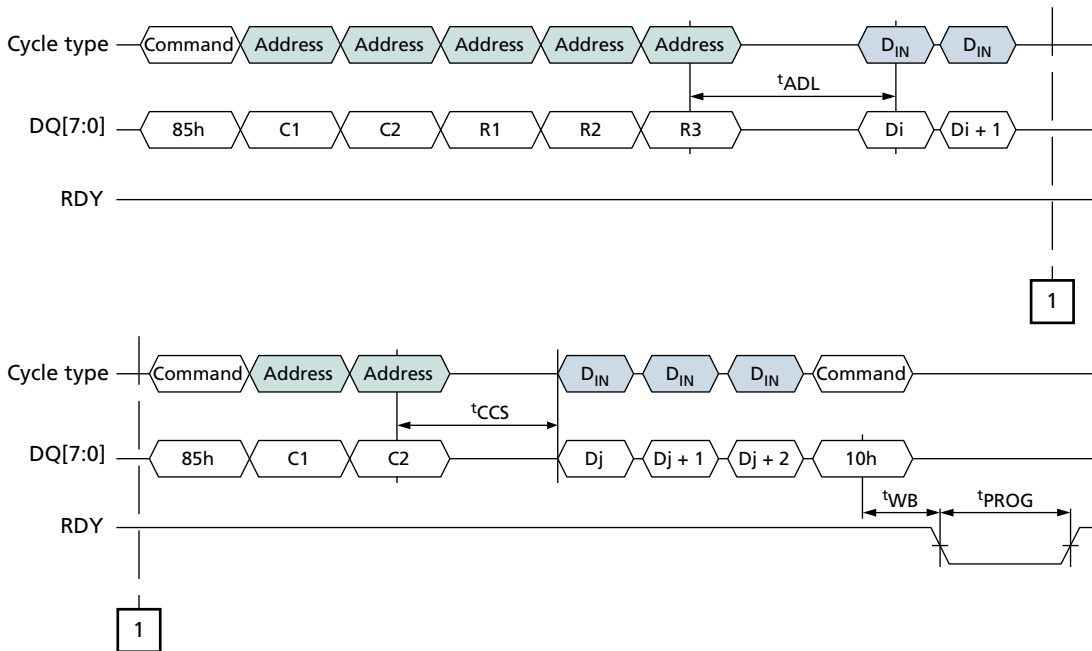 Cycle type Command Address Address Address Address Address DIN DIN
tADL
DQ[7:0] 85h C1 C2 R1 R2 R3 Di Di + 1
RDY
1
Cycle type Command Address Address DIN DIN DIN Command
tCCS
DQ[7:0] 85h C1 C2 Dj Dj + 1 Dj + 2 10h
tWB tPROG
RDY
1